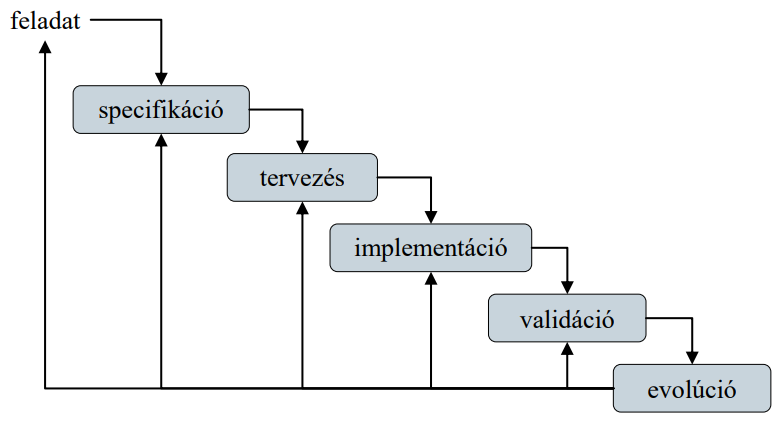 feladat
specifikáció
tervezés
implementáció
validáció
evolúció